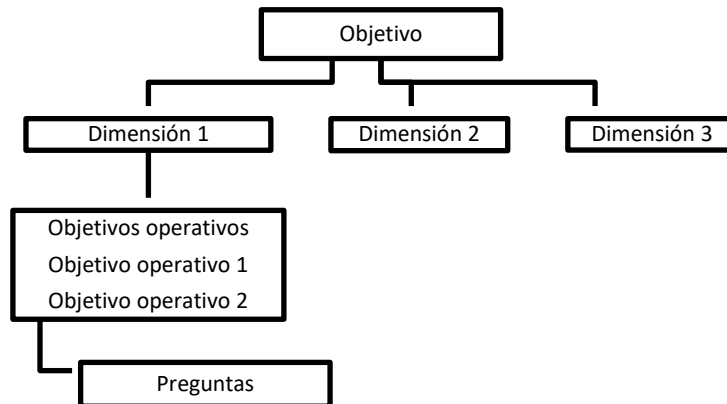 Objetivo
Dimensión 1
Dimensión 2
Dimensión 3
Objetivos operativos
Objetivo operativo 1
Objetivo operativo 2
Preguntas